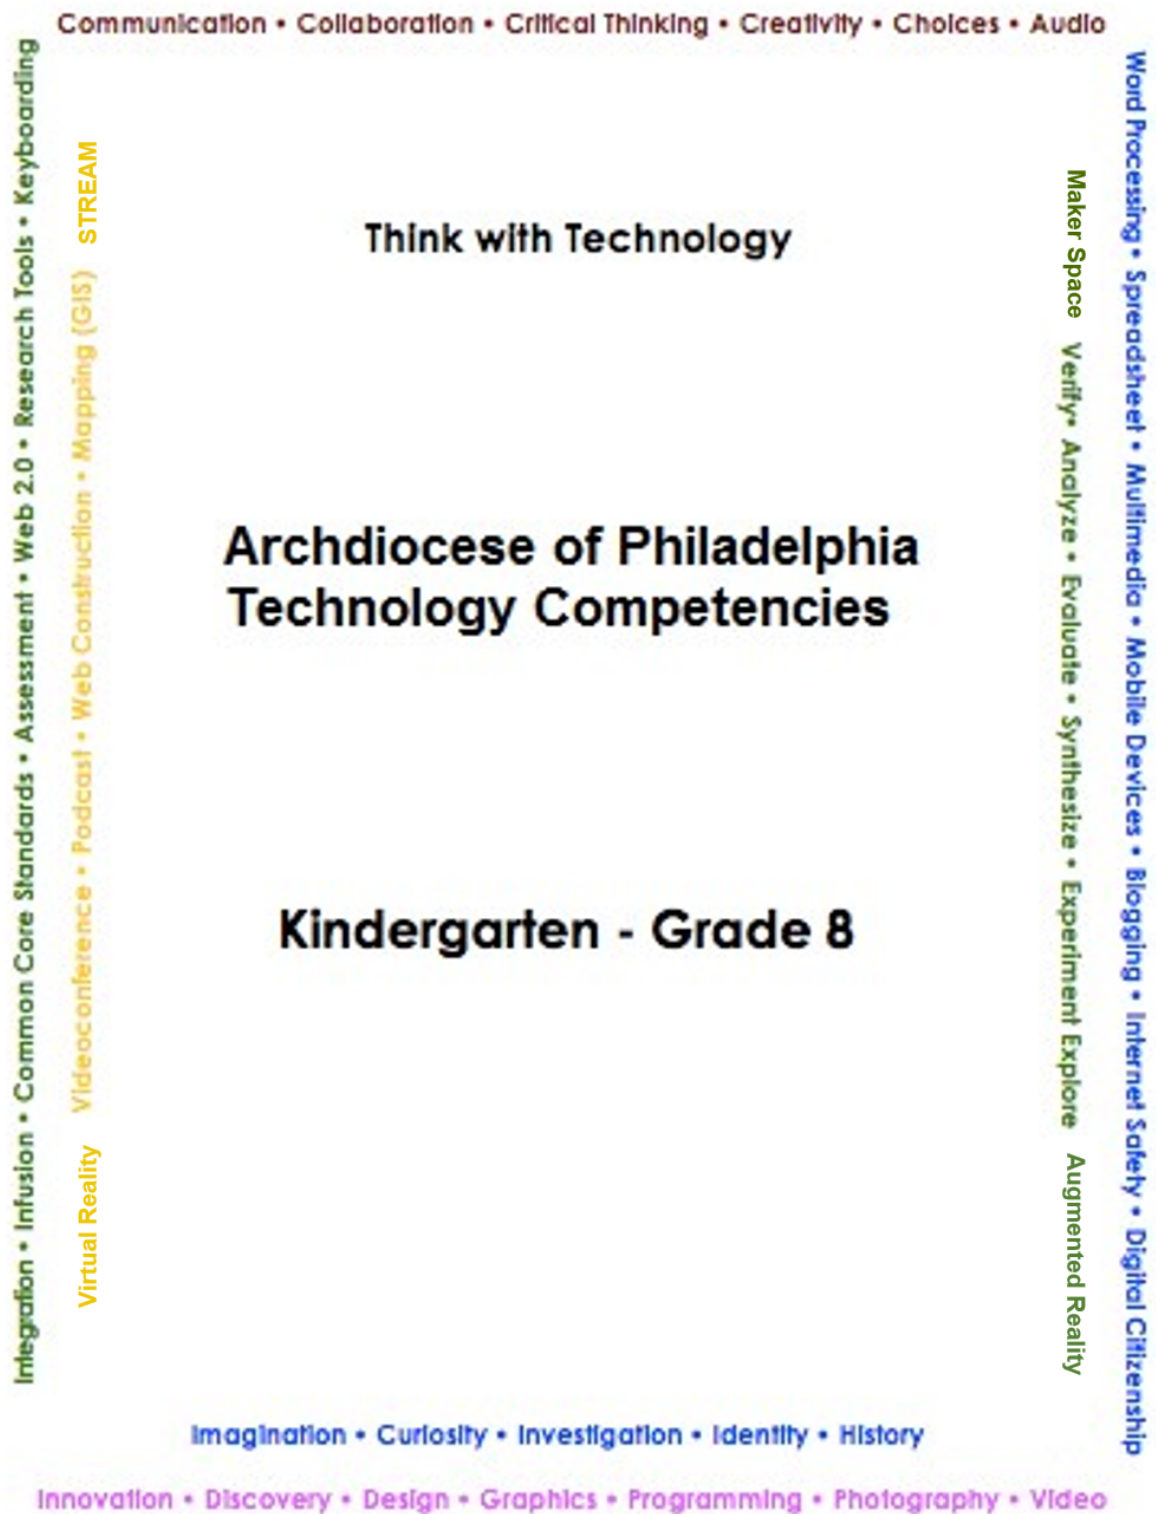 Communication • Collaboration • Critical Thinking • Creativity • Choices • Audio
Integration • Infusion • Common Core Standards • Assessment • Web 2.0 • Research Tools • Keyboarding
Virtual Reality Videoconference • Podcast • Web Construction • Mapping (GIS) STREAM
Think with Technology
Archdiocese of Philadelphia
Technology Competencies
Kindergarten - Grade 8
Maker Space Verify• Analyze • Evaluate • Synthesize • Experiment Explore Augmented Reality
Word Processing • Spreadsheet • Multimedia • Mobile Devices • Blogging • Internet Safety • Digital Citizenship
Imagination • Curiosity • Investigation • Identity • History
Innovation • Discovery • Design • Graphics • Programming • Photography • Video